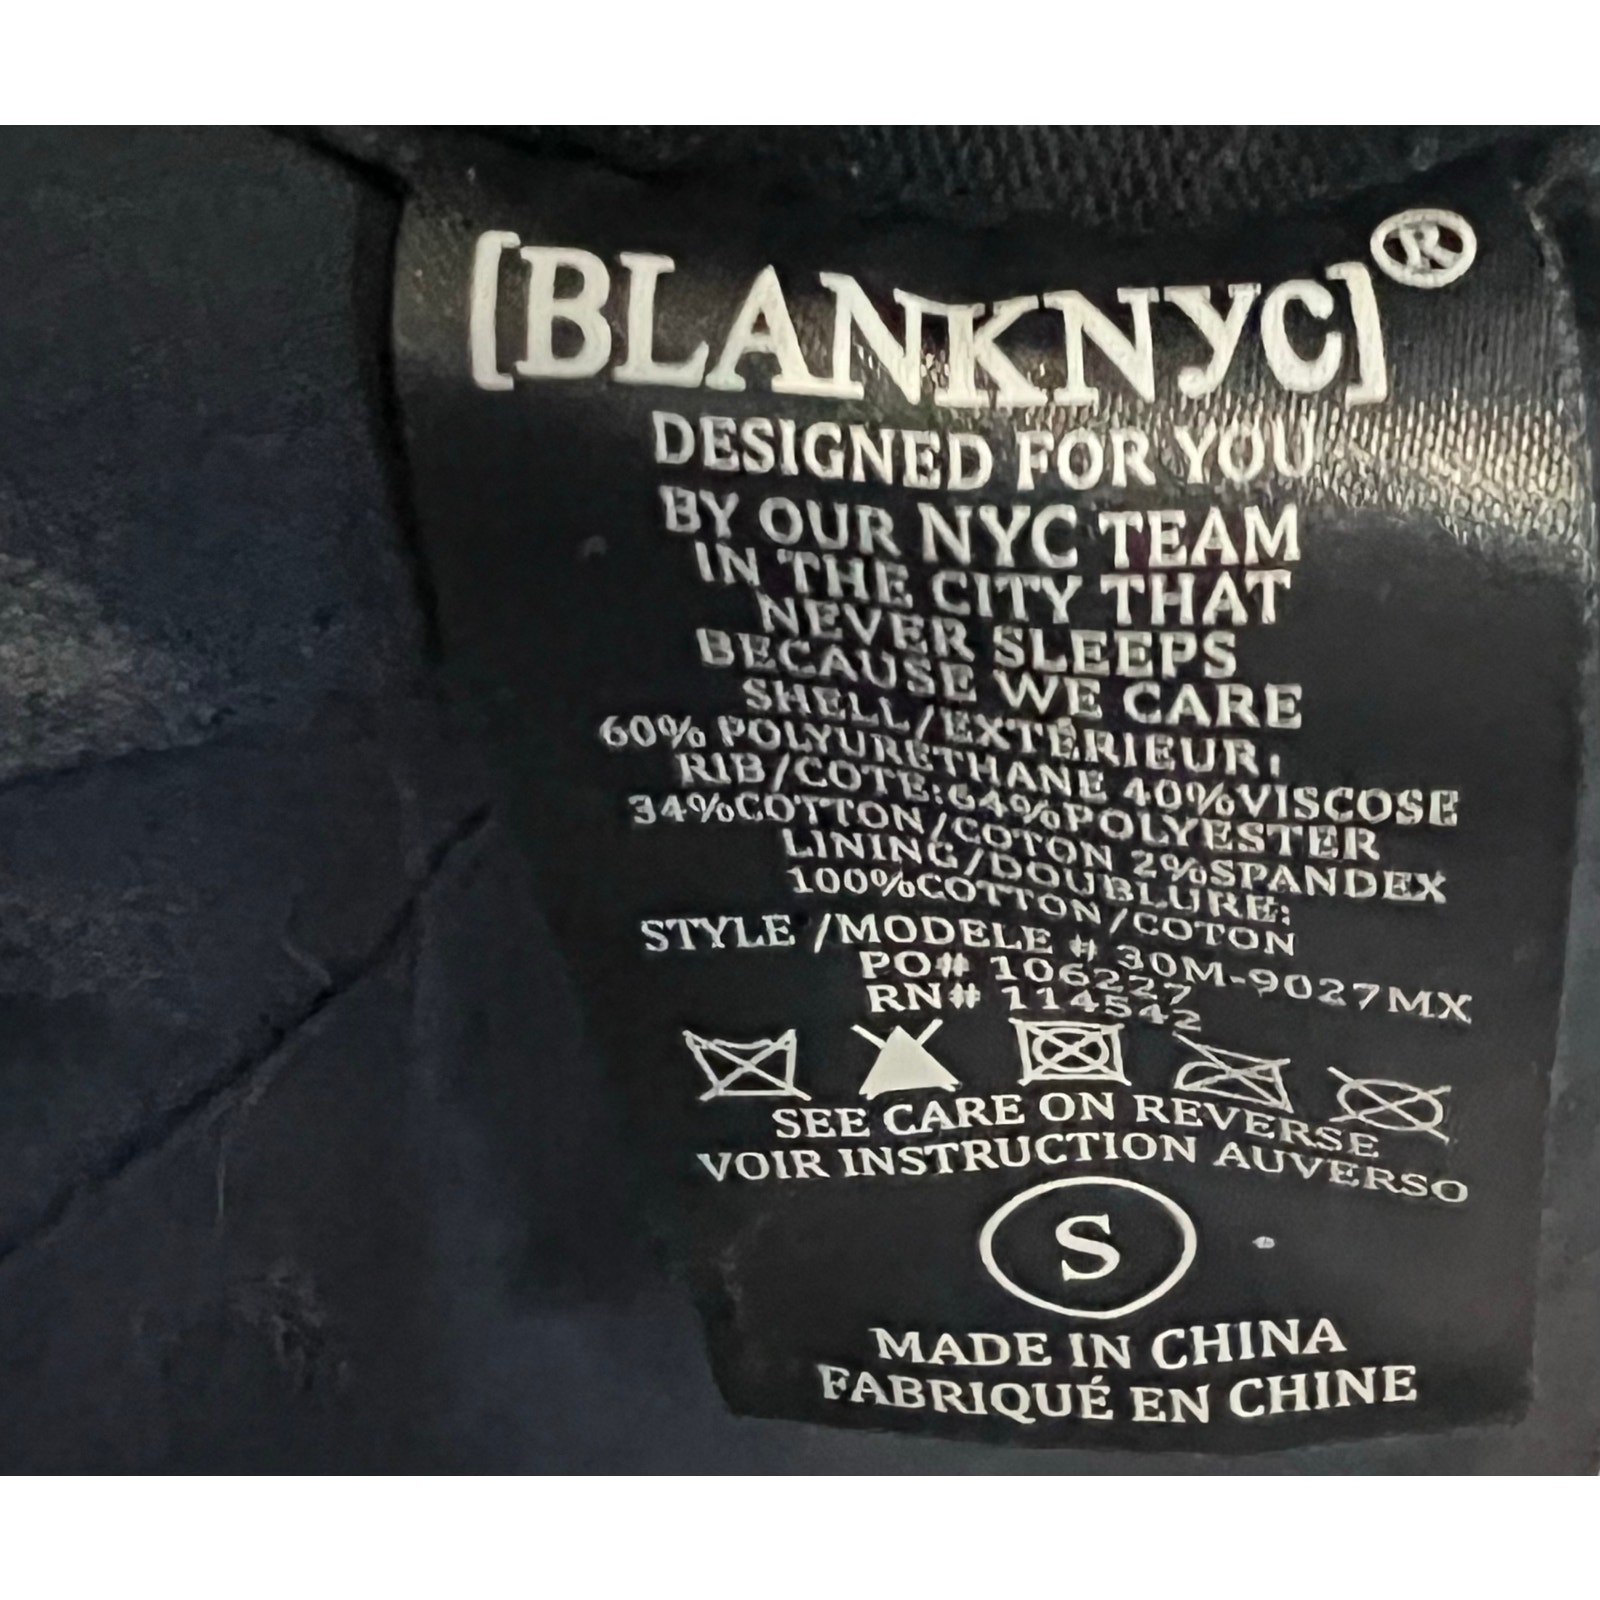 [BLANKNYC]®
DESIGNED FOR YOU
BY OUR NYC TEAM
IN THE CITY THAT
NEVER SLEEPS
BECAUSE WE CARE
SHELL/EXTÉRIEUR:
60% POLYURETHANE 40%VISCOSE
RIB/COTE:64%POLYESTER
34%COTTON/COTON 2%SPANDEX
LINING/DOUBLURE:
100%COTTON/COTON
STYLE /MODELE # 30M-9027MX
PO# 106227
RN# 114542
SEE CARE ON REVERSE
VOIR INSTRUCTION AUVERSO
S
MADE IN CHINA
FABRIQUÉ EN CHINE